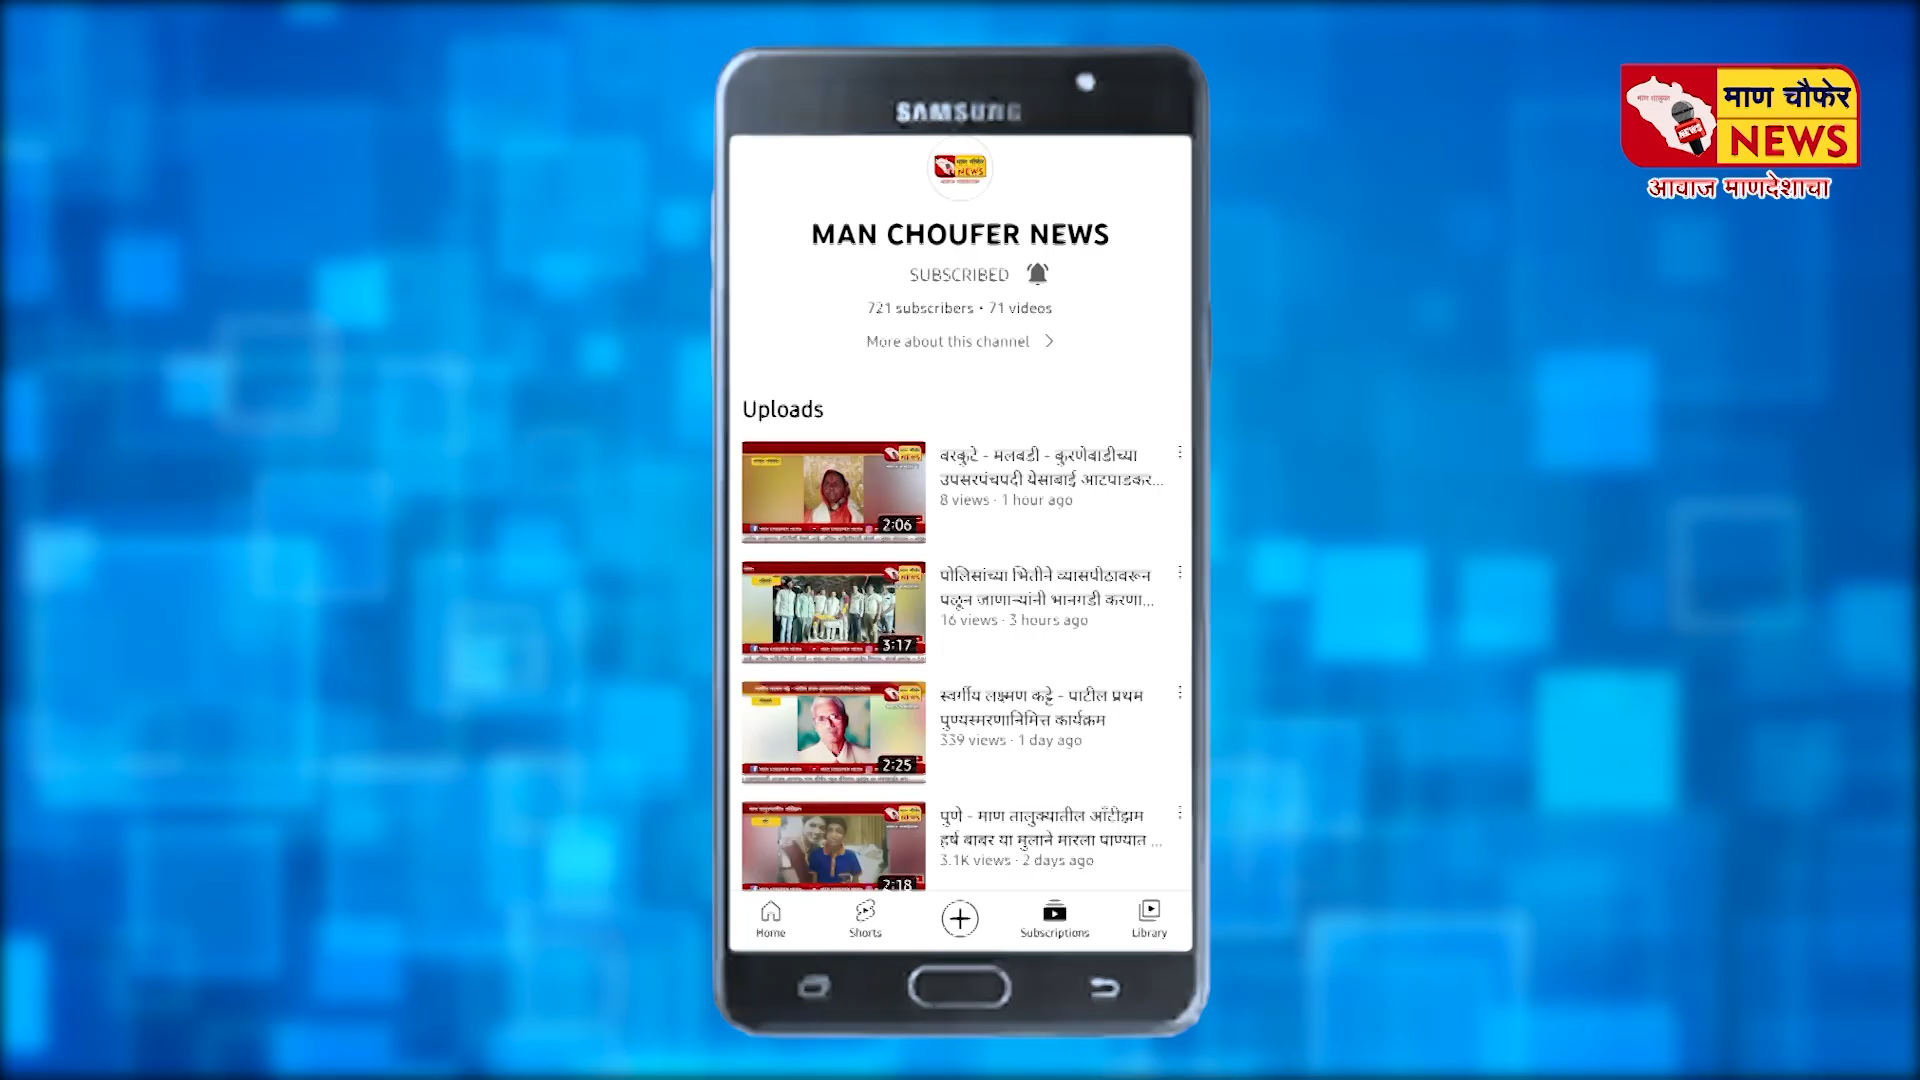 SAMSUNG
माण चौफेर
NEWS
आवाज माणदेशाचा
माण चौफेर
NEWS
MAN CHOUFER NEWS
SUBSCRIBED
721 subscribers • 71 videos
More about this channel
Uploads
वरकुटे - मलवडी - कुरणेवाडीच्या
उपसरपंचपदी येसाबाई आटपाडकर...
8 views · 1 hour ago
2:06
पोलिसांच्या भितीने व्यासपीठावरून
पळून जाणाऱ्यांनी भानगडी करणा...
16 views · 3 hours ago
3:17
स्वर्गीय लक्ष्मण कट्टे - पाटील प्रथम
पुण्यस्मरणानिमित्त कार्यक्रम
339 views · 1 day ago
2:25
पुणे - माण तालुक्यातील ऑटीझम
हर्ष बाबर या मुलाने मारला पाण्यात ...
3.1K views · 2 days ago
2:18
Home
Shorts
Subscriptions
Library